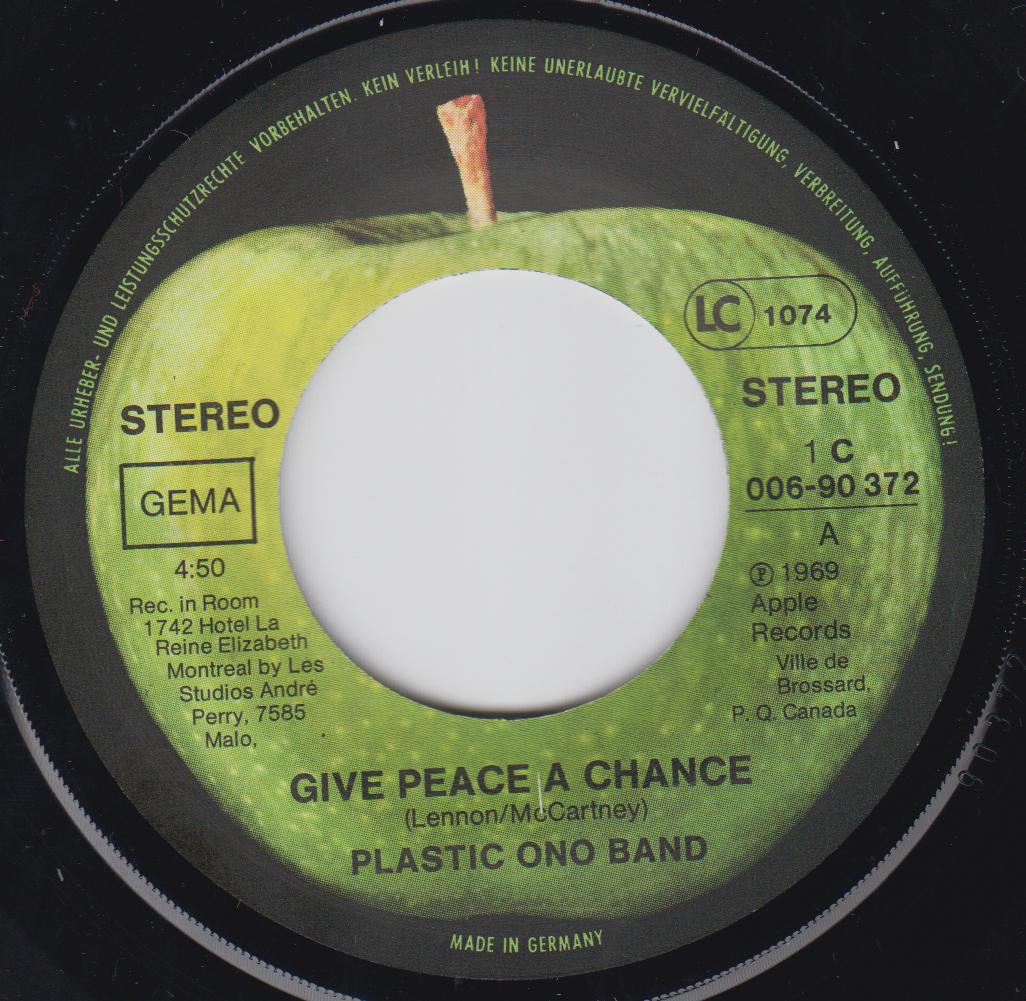 ALLE URHEBER- UND LEISTUNGSSCHUTZRECHTE VORBEHALTEN. KEIN VERLEIH! KEINE UNERLAUBTE VERVIELFÄLTIGUNG, VERBREITUNG, AUFFÜHRUNG, SENDUNG!
LC 1074
STEREO
GEMA
4:50
Rec. in Room
1742 Hotel La
Reine Elizabeth
Montreal by Les
Studios André
Perry, 7585
Malo,
STEREO
1 C
006-90 372
A
℗ 1969
Apple
Records
Ville de
Brossard,
P. Q. Canada
GIVE PEACE A CHANCE
(Lennon/McCartney)
PLASTIC ONO BAND
MADE IN GERMANY
90372